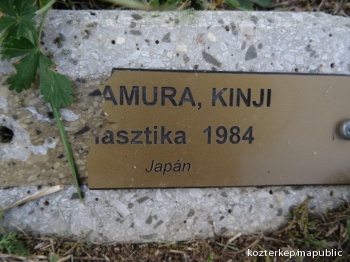 AMURA, KINJI
lasztika 1984
Japán
kozterkep/mapublic